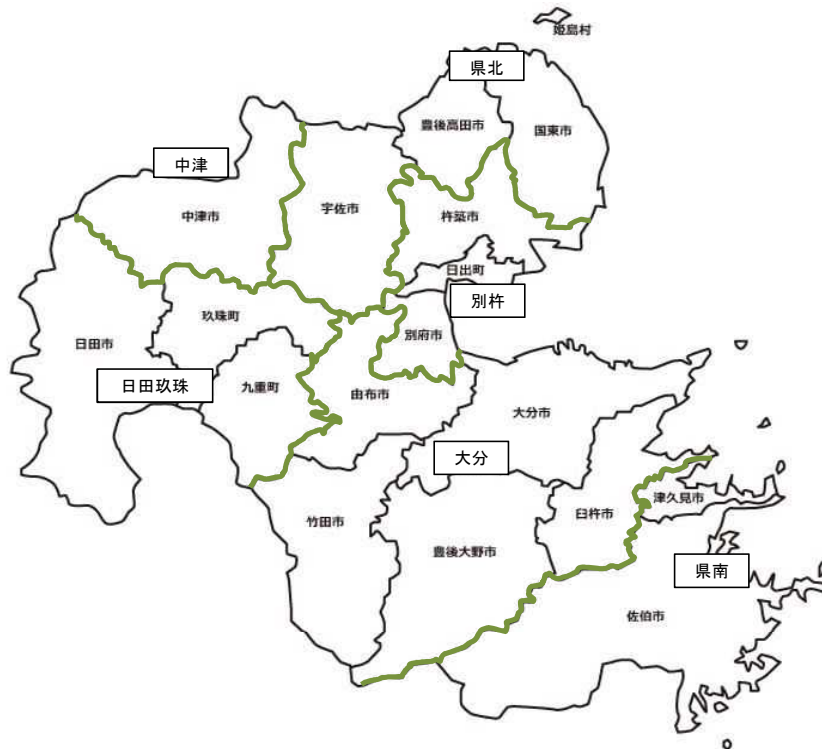 姫島村
県北
豊後高田市
国東市
中津
中津市
宇佐市
杵築市
日出町
別杵
玖珠町
日田市
別府市
日田玖珠
九重町
由布市
大分市
大分
津久見市
臼杵市
竹田市
豊後大野市
県南
佐伯市